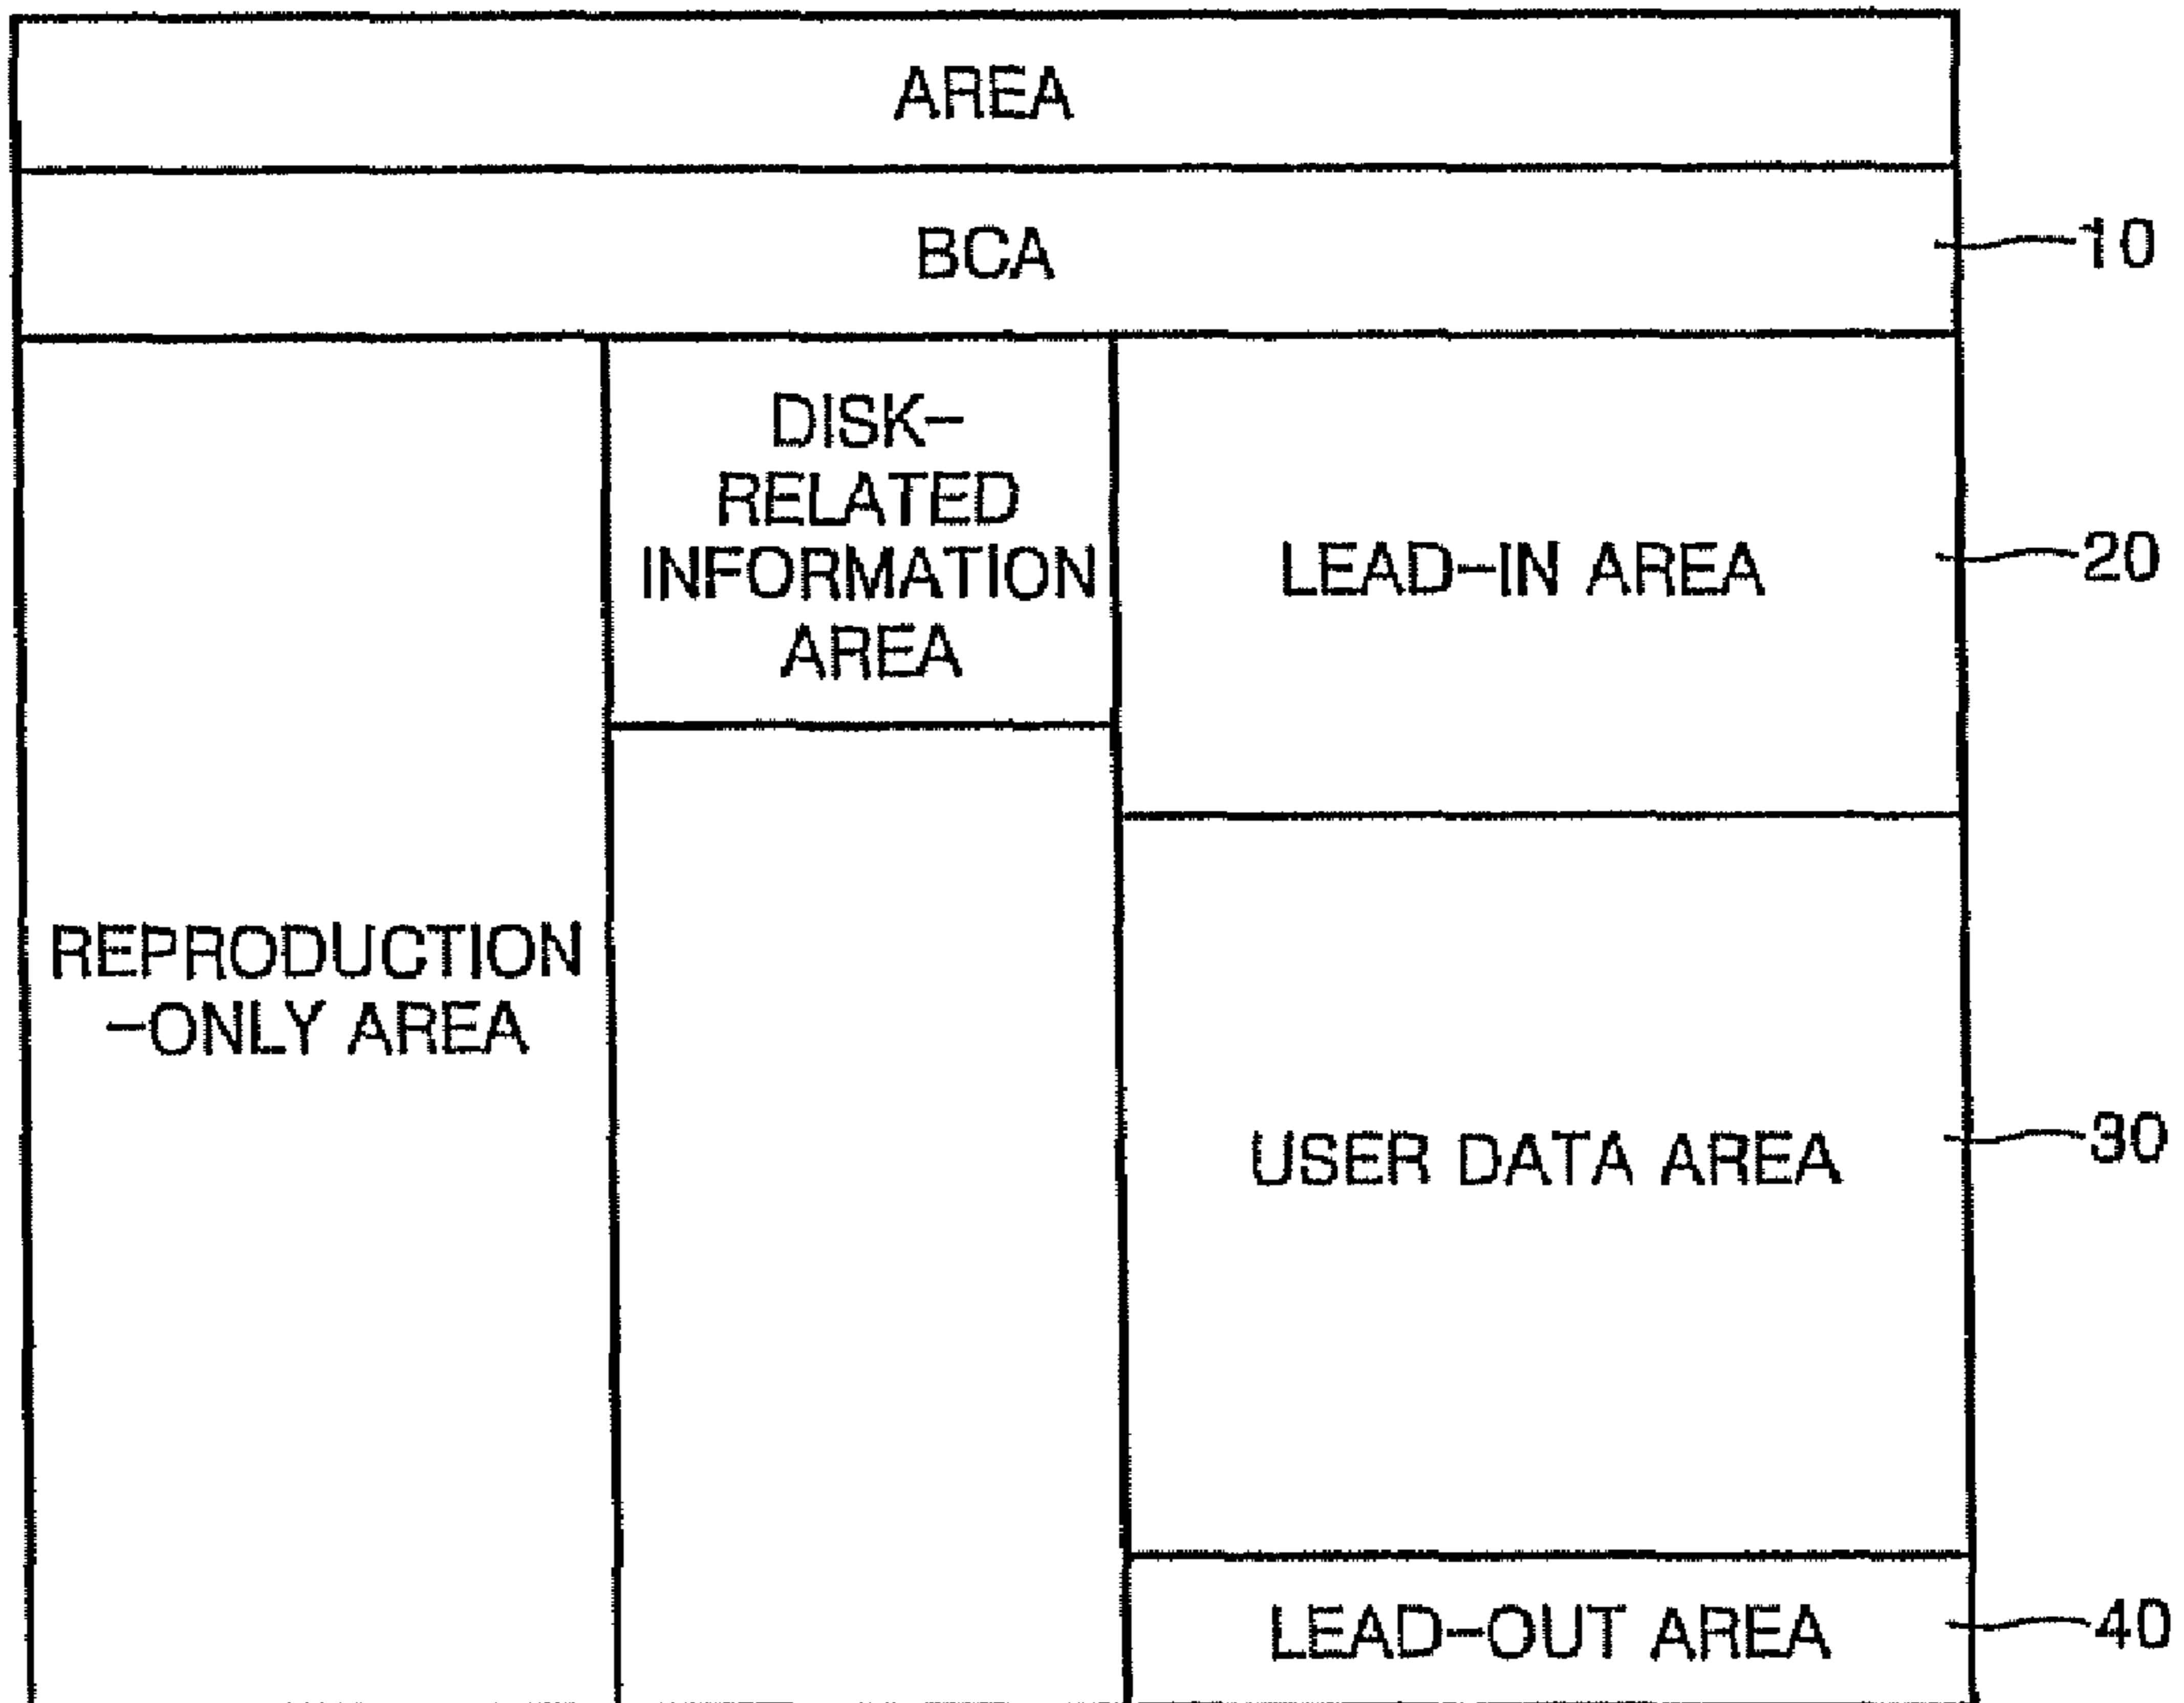 AREA
BCA
10
DISK-
RELATED
INFORMATION
AREA
LEAD-IN AREA
20
REPRODUCTION
-ONLY AREA
USER DATA AREA
30
LEAD-OUT AREA
40